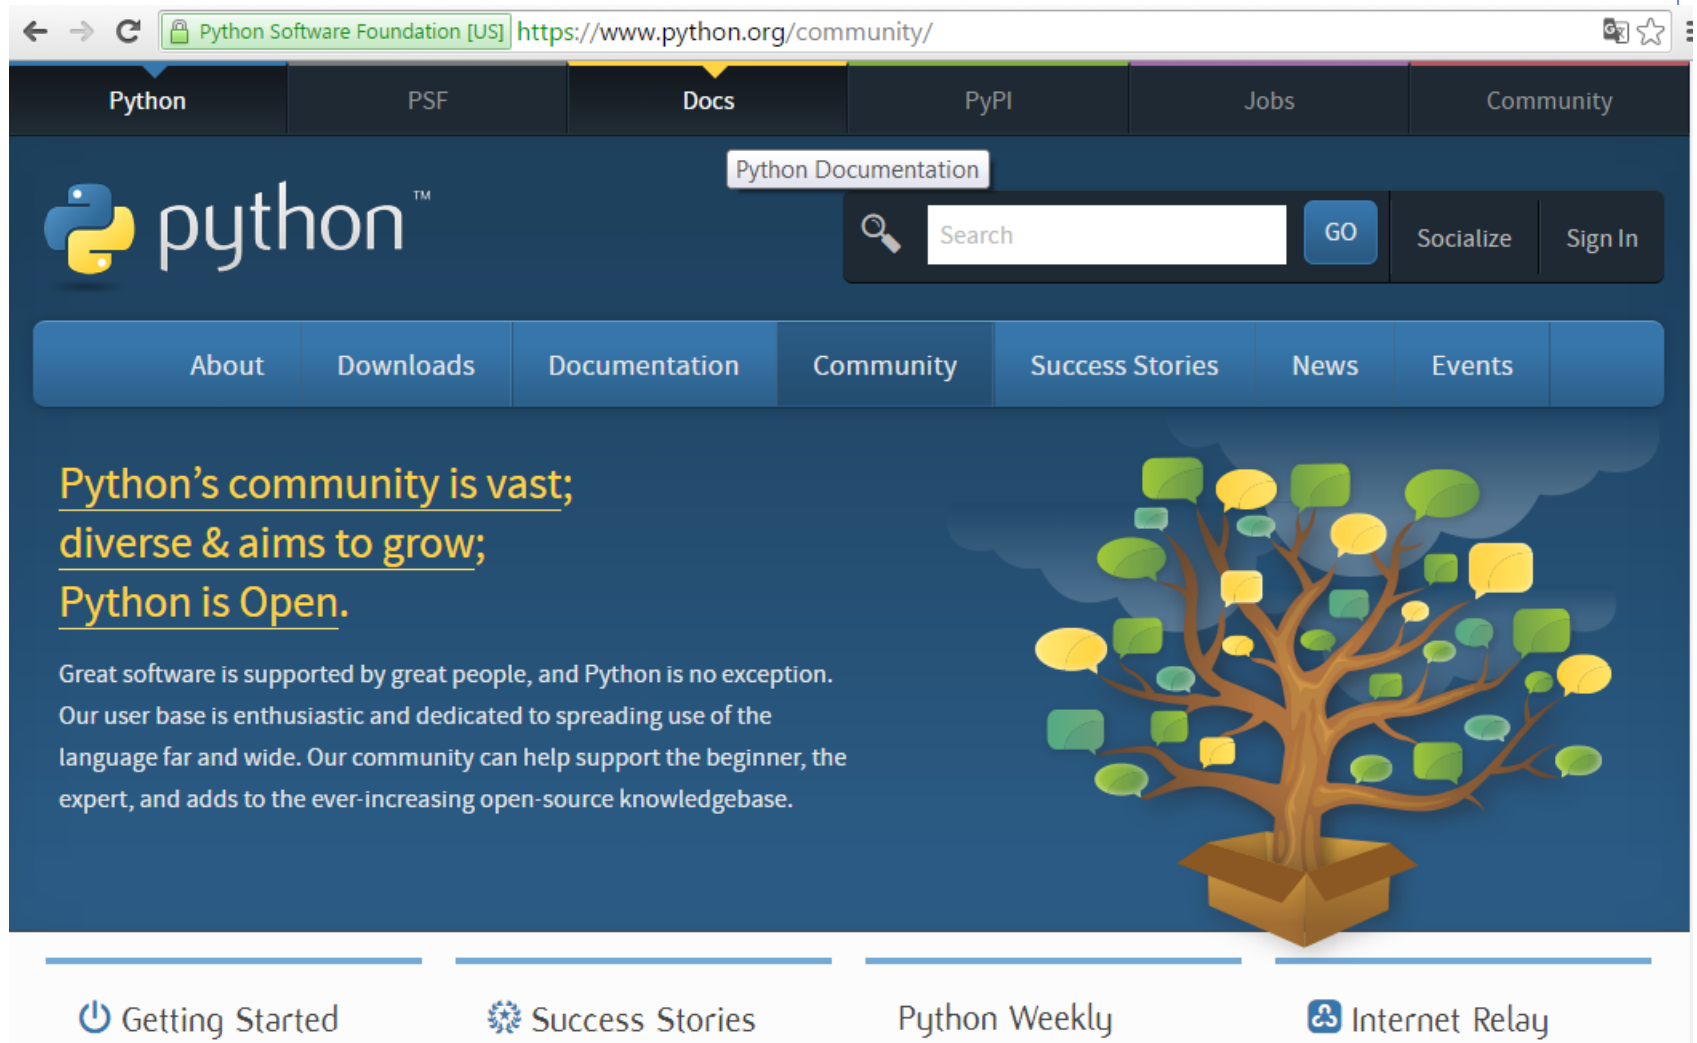 Python Software Foundation [US] https://www.python.org/community/
Python PSF Docs PyPI Jobs Community
Python Documentation
python™
Search GO Socialize Sign In
About Downloads Documentation Community Success Stories News Events
Python's community is vast;
diverse & aims to grow;
Python is Open.
Great software is supported by great people, and Python is no exception.
Our user base is enthusiastic and dedicated to spreading use of the
language far and wide. Our community can help support the beginner, the
expert, and adds to the ever-increasing open-source knowledgebase.
Getting Started Success Stories Python Weekly Internet Relay